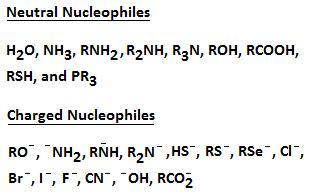 Neutral Nucleophiles
H₂O, NH₃, RNH₂, R₂NH, R₃N, ROH, RCOOH,
RSH, and PR₃
Charged Nucleophiles
RO⁻, ⁻NH₂, RN̄H, R₂N⁻, HS⁻, RS⁻, RSe⁻, Cl⁻,
Br⁻, I⁻, F⁻, CN⁻, ⁻OH, RCO₂⁻